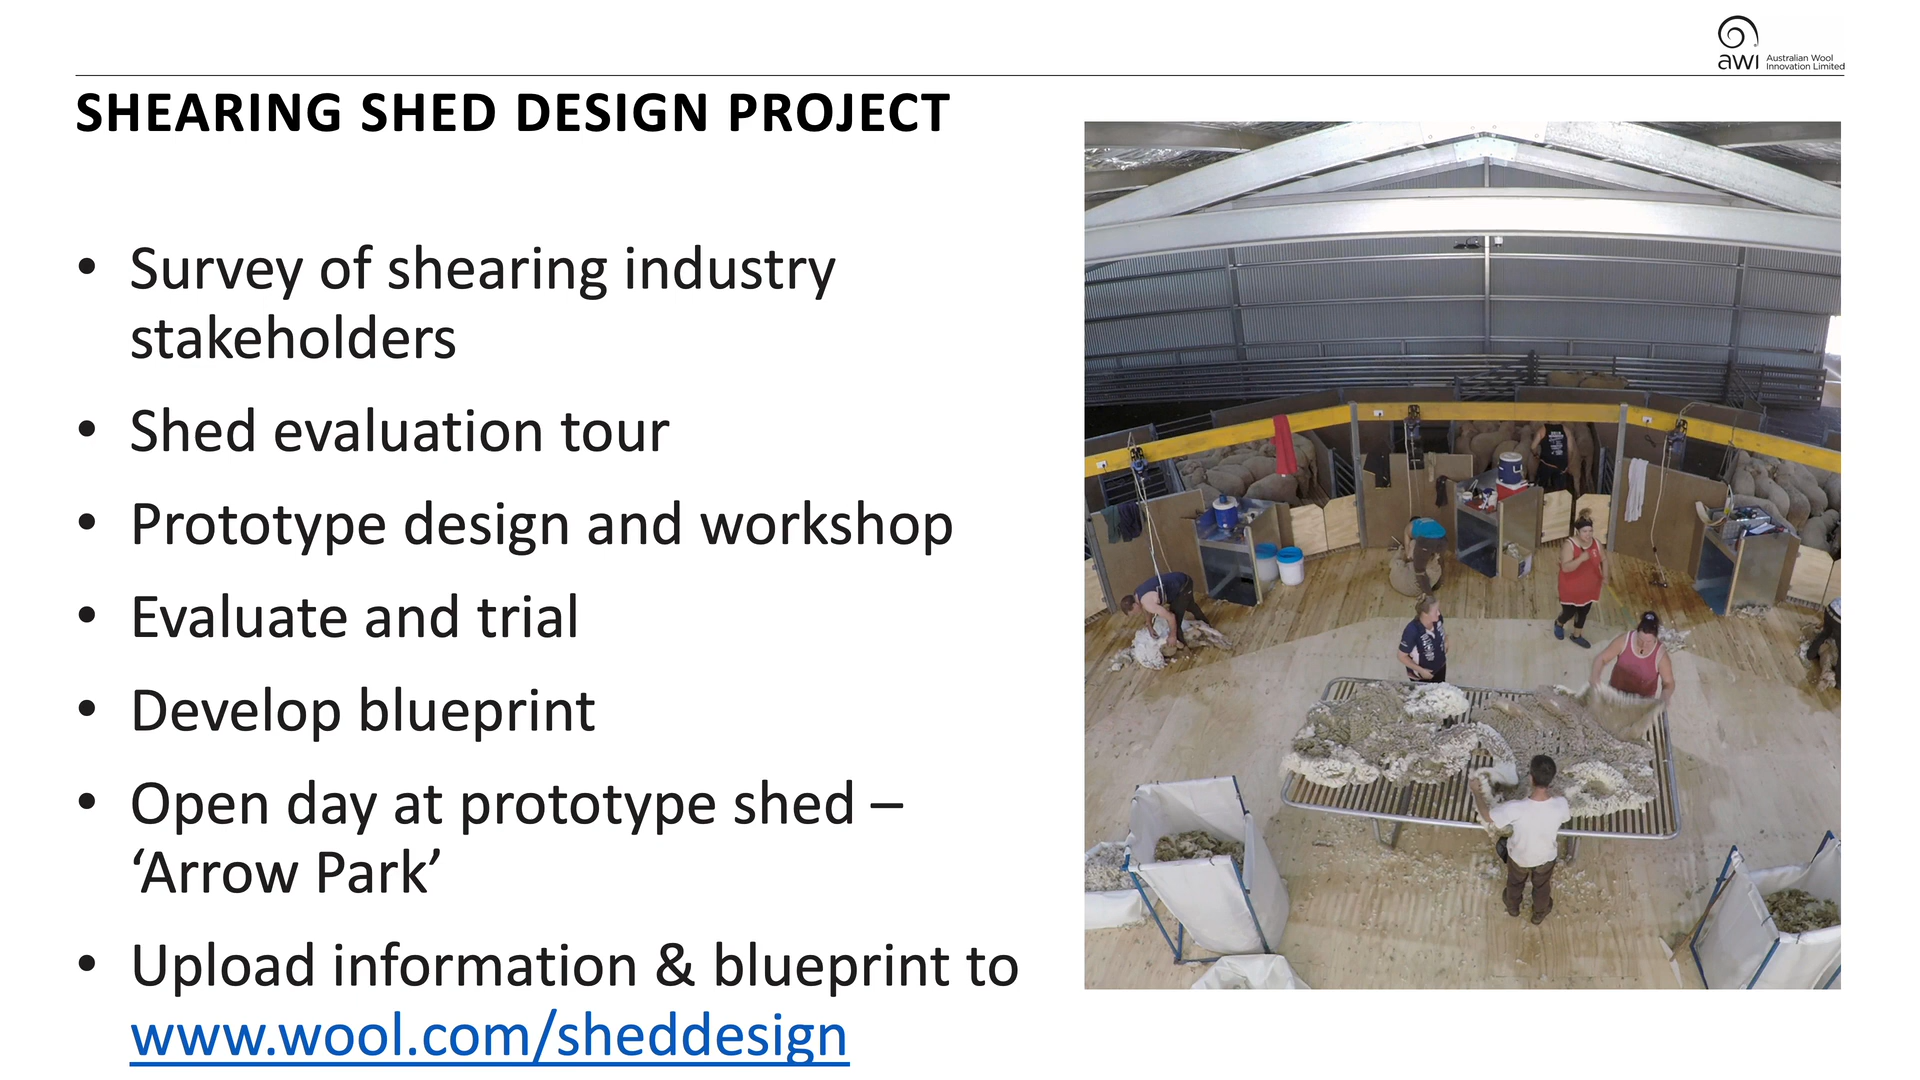 awi Australian Wool
Innovation Limited
SHEARING SHED DESIGN PROJECT
• Survey of shearing industry
stakeholders
• Shed evaluation tour
• Prototype design and workshop
• Evaluate and trial
• Develop blueprint
• Open day at prototype shed –
‘Arrow Park’
• Upload information & blueprint to
www.wool.com/sheddesign